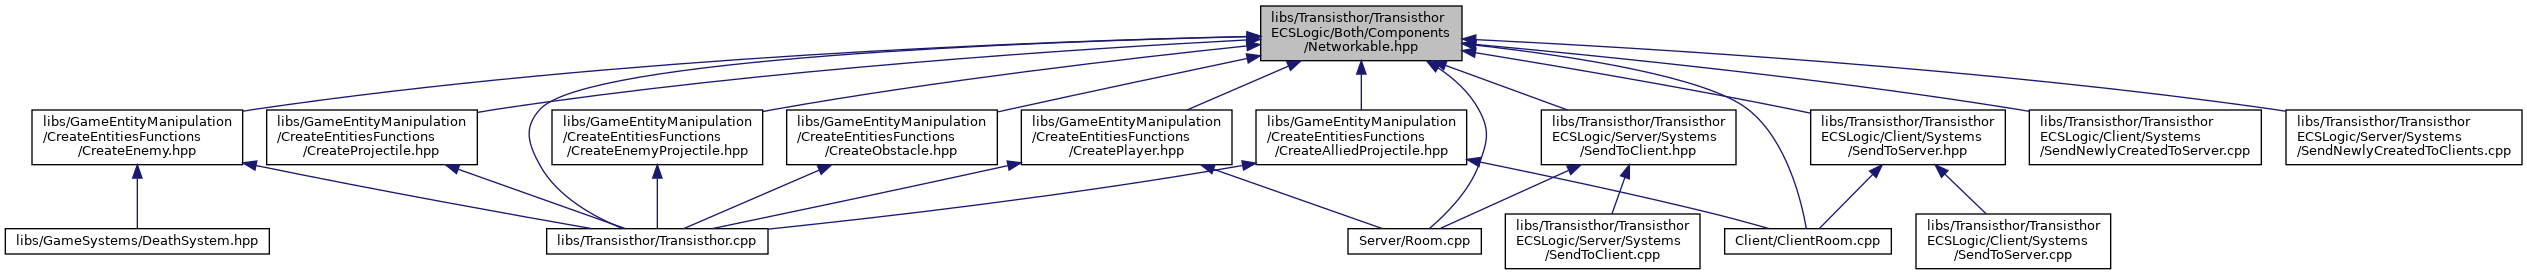 libs/Transisthor/Transisthor
ECSLogic/Both/Components
/Networkable.hpp
libs/GameEntityManipulation
/CreateEntitiesFunctions
/CreateEnemy.hpp
libs/GameEntityManipulation
/CreateEntitiesFunctions
/CreateProjectile.hpp
libs/GameEntityManipulation
/CreateEntitiesFunctions
/CreateEnemyProjectile.hpp
libs/GameEntityManipulation
/CreateEntitiesFunctions
/CreateObstacle.hpp
libs/GameEntityManipulation
/CreateEntitiesFunctions
/CreatePlayer.hpp
libs/GameEntityManipulation
/CreateEntitiesFunctions
/CreateAlliedProjectile.hpp
libs/Transisthor/Transisthor
ECSLogic/Server/Systems
/SendToClient.hpp
libs/Transisthor/Transisthor
ECSLogic/Client/Systems
/SendToServer.hpp
libs/Transisthor/Transisthor
ECSLogic/Client/Systems
/SendNewlyCreatedToServer.cpp
libs/Transisthor/Transisthor
ECSLogic/Server/Systems
/SendNewlyCreatedToClients.cpp
libs/GameSystems/DeathSystem.hpp
libs/Transisthor/Transisthor.cpp
Server/Room.cpp
libs/Transisthor/Transisthor
ECSLogic/Server/Systems
/SendToClient.cpp
Client/ClientRoom.cpp
libs/Transisthor/Transisthor
ECSLogic/Client/Systems
/SendToServer.cpp